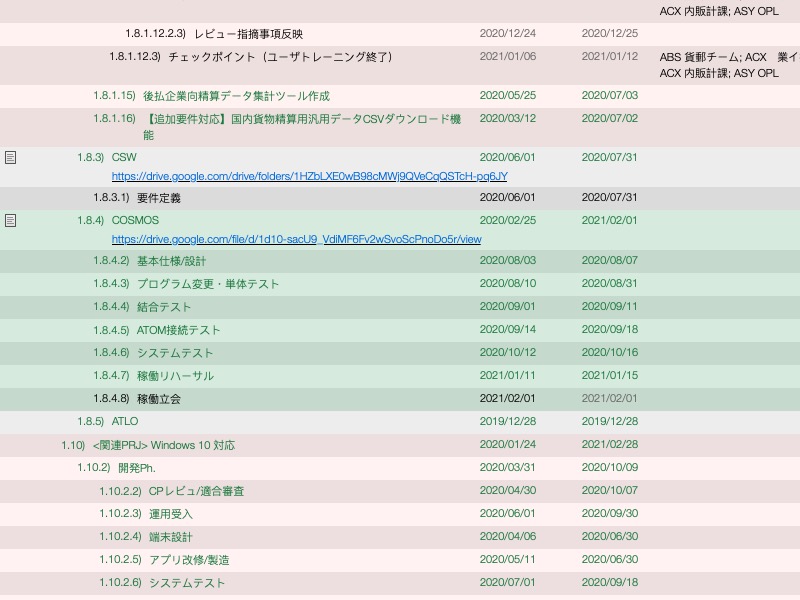 ACX 内販計課; ASY OPL
1.8.1.12.2.3) レビュー指摘事項反映 2020/12/24 2020/12/25
1.8.1.12.3) チェックポイント（ユーザトレーニング終了） 2021/01/06 2021/01/12 ABS 貨郵チーム; ACX 業イ
ACX 内販計課; ASY OPL
1.8.1.15) 後払企業向精算データ集計ツール作成 2020/05/25 2020/07/03
1.8.1.16) 【追加要件対応】国内貨物精算用汎用データCSVダウンロード機 2020/03/12 2020/07/02
能
1.8.3) CSW 2020/06/01 2020/07/31
https://drive.google.com/drive/folders/1HZbLXE0wB98cMWj9QVeCqQSTcH-pq6JY
1.8.3.1) 要件定義 2020/06/01 2020/07/31
1.8.4) COSMOS 2020/02/25 2021/02/01
https://drive.google.com/file/d/1d10-sacU9_VdiMF6Fv2wSvoScPnoDo5r/view
1.8.4.2) 基本仕様/設計 2020/08/03 2020/08/07
1.8.4.3) プログラム変更・単体テスト 2020/08/10 2020/08/31
1.8.4.4) 結合テスト 2020/09/01 2020/09/11
1.8.4.5) ATOM接続テスト 2020/09/14 2020/09/18
1.8.4.6) システムテスト 2020/10/12 2020/10/16
1.8.4.7) 稼働リハーサル 2021/01/11 2021/01/15
1.8.4.8) 稼働立会 2021/02/01 2021/02/01
1.8.5) ATLO 2019/12/28 2019/12/28
1.10) <関連PRJ> Windows 10 対応 2020/01/24 2021/02/28
1.10.2) 開発Ph. 2020/03/31 2020/10/09
1.10.2.2) CPレビュ/適合審査 2020/04/30 2020/10/07
1.10.2.3) 運用受入 2020/06/01 2020/09/30
1.10.2.4) 端末設計 2020/04/06 2020/06/30
1.10.2.5) アプリ改修/製造 2020/05/11 2020/06/30
1.10.2.6) システムテスト 2020/07/01 2020/09/18